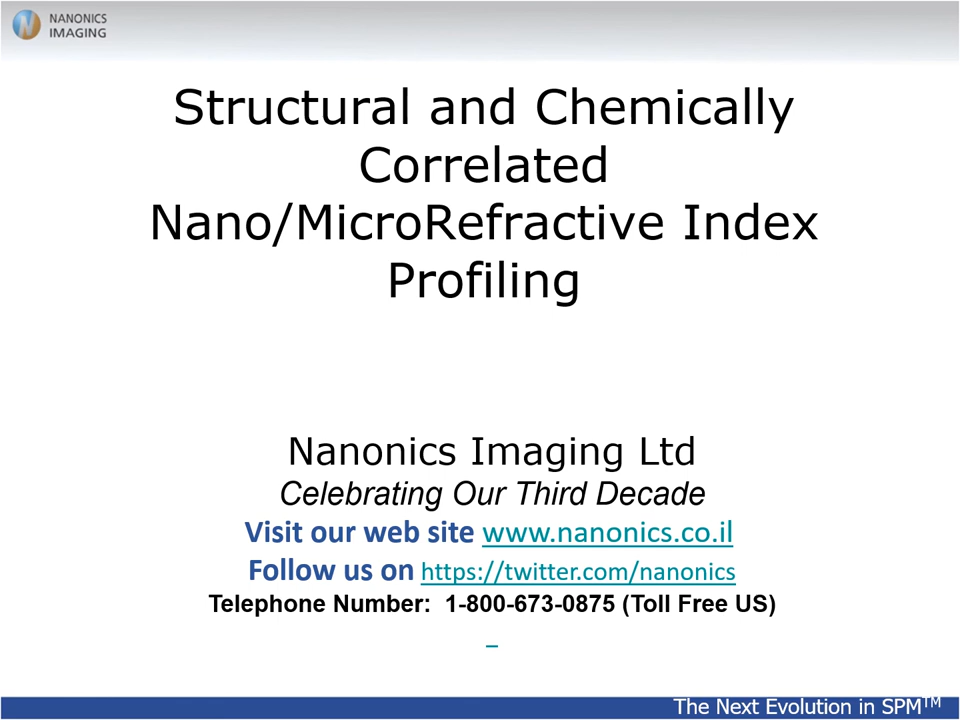 NANONICS
IMAGING
Structural and Chemically
Correlated
Nano/MicroRefractive Index
Profiling
Nanonics Imaging Ltd
Celebrating Our Third Decade
Visit our web site www.nanonics.co.il
Follow us on https://twitter.com/nanonics
Telephone Number:  1-800-673-0875 (Toll Free US)
The Next Evolution in SPM™